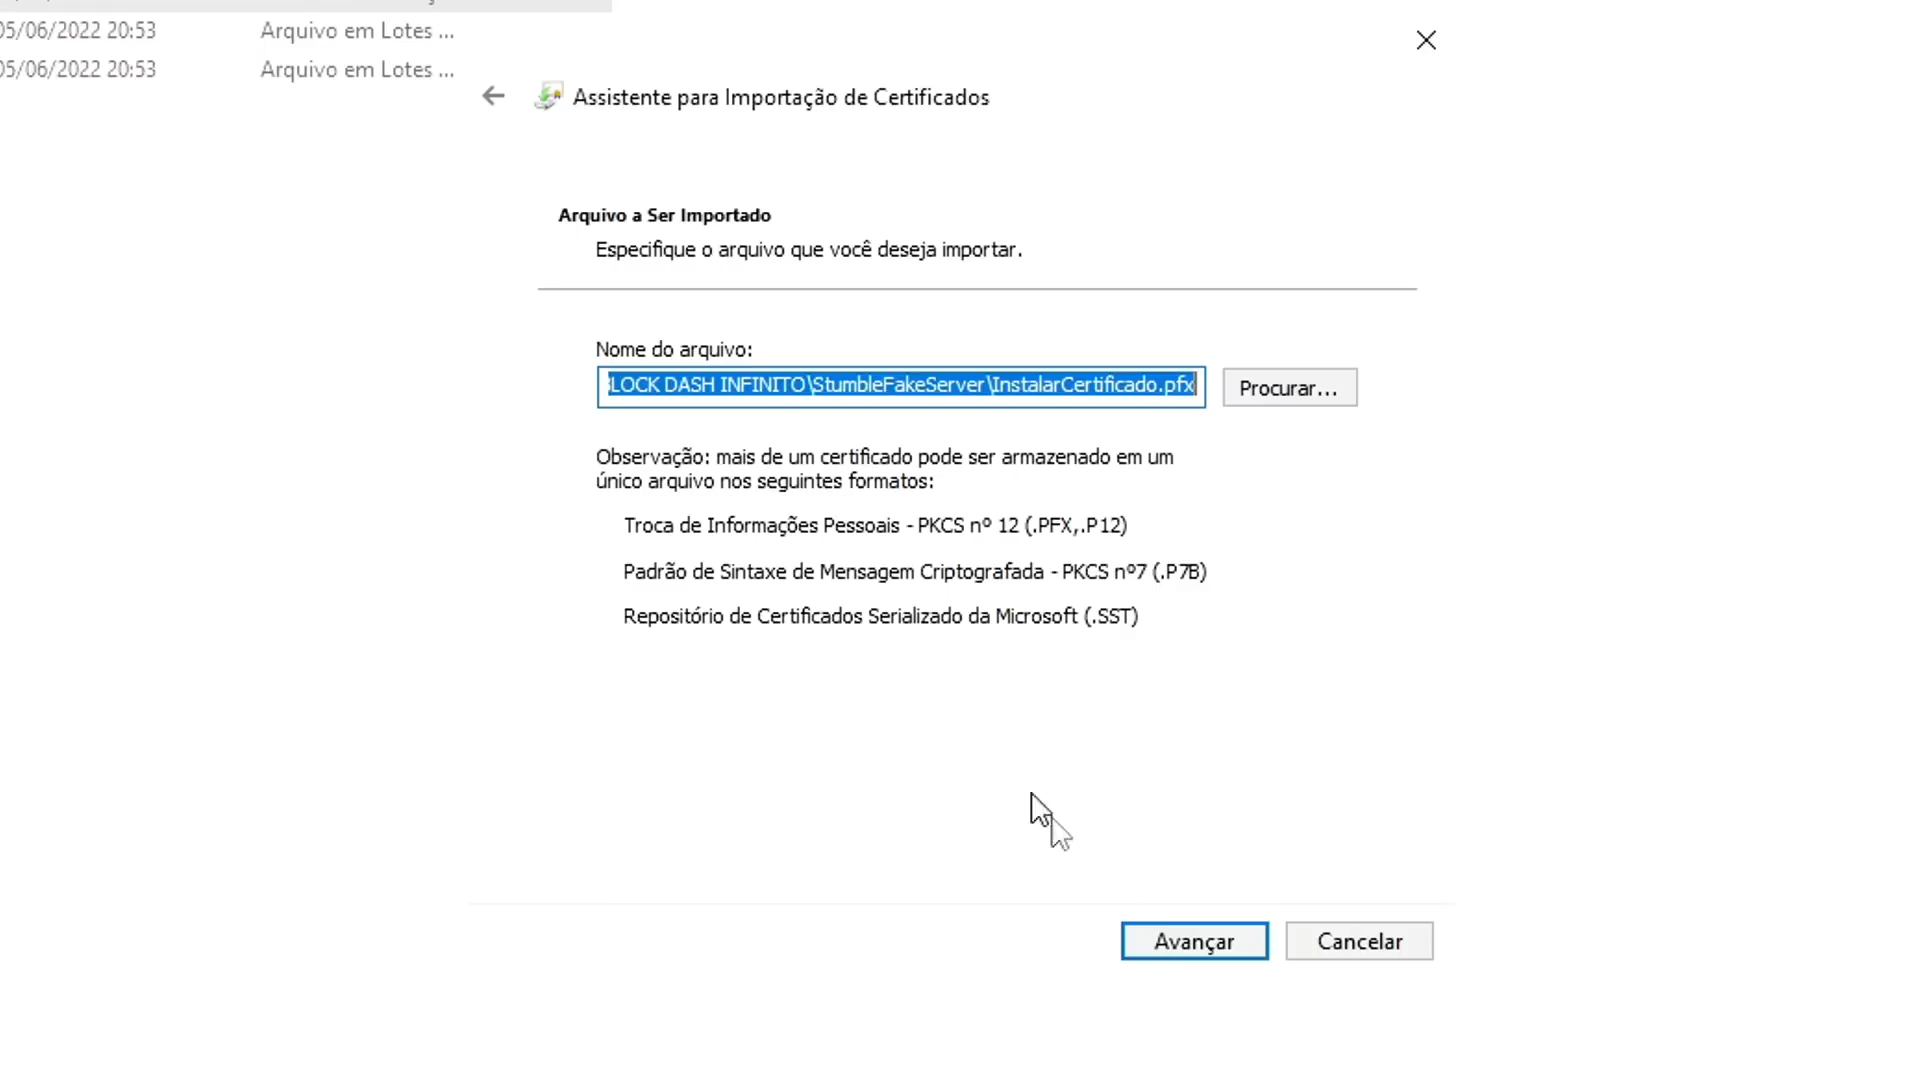 05/06/2022 20:53 Arquivo em Lotes ...
05/06/2022 20:53 Arquivo em Lotes ...
Assistente para Importação de Certificados
Arquivo a Ser Importado
Especifique o arquivo que você deseja importar.
Nome do arquivo:
BLOCK DASH INFINITO\StumbleFakeServer\InstalarCertificado.pfx
Procurar...
Observação: mais de um certificado pode ser armazenado em um
único arquivo nos seguintes formatos:
Troca de Informações Pessoais - PKCS nº 12 (.PFX,.P12)
Padrão de Sintaxe de Mensagem Criptografada - PKCS nº7 (.P7B)
Repositório de Certificados Serializado da Microsoft (.SST)
Avançar
Cancelar